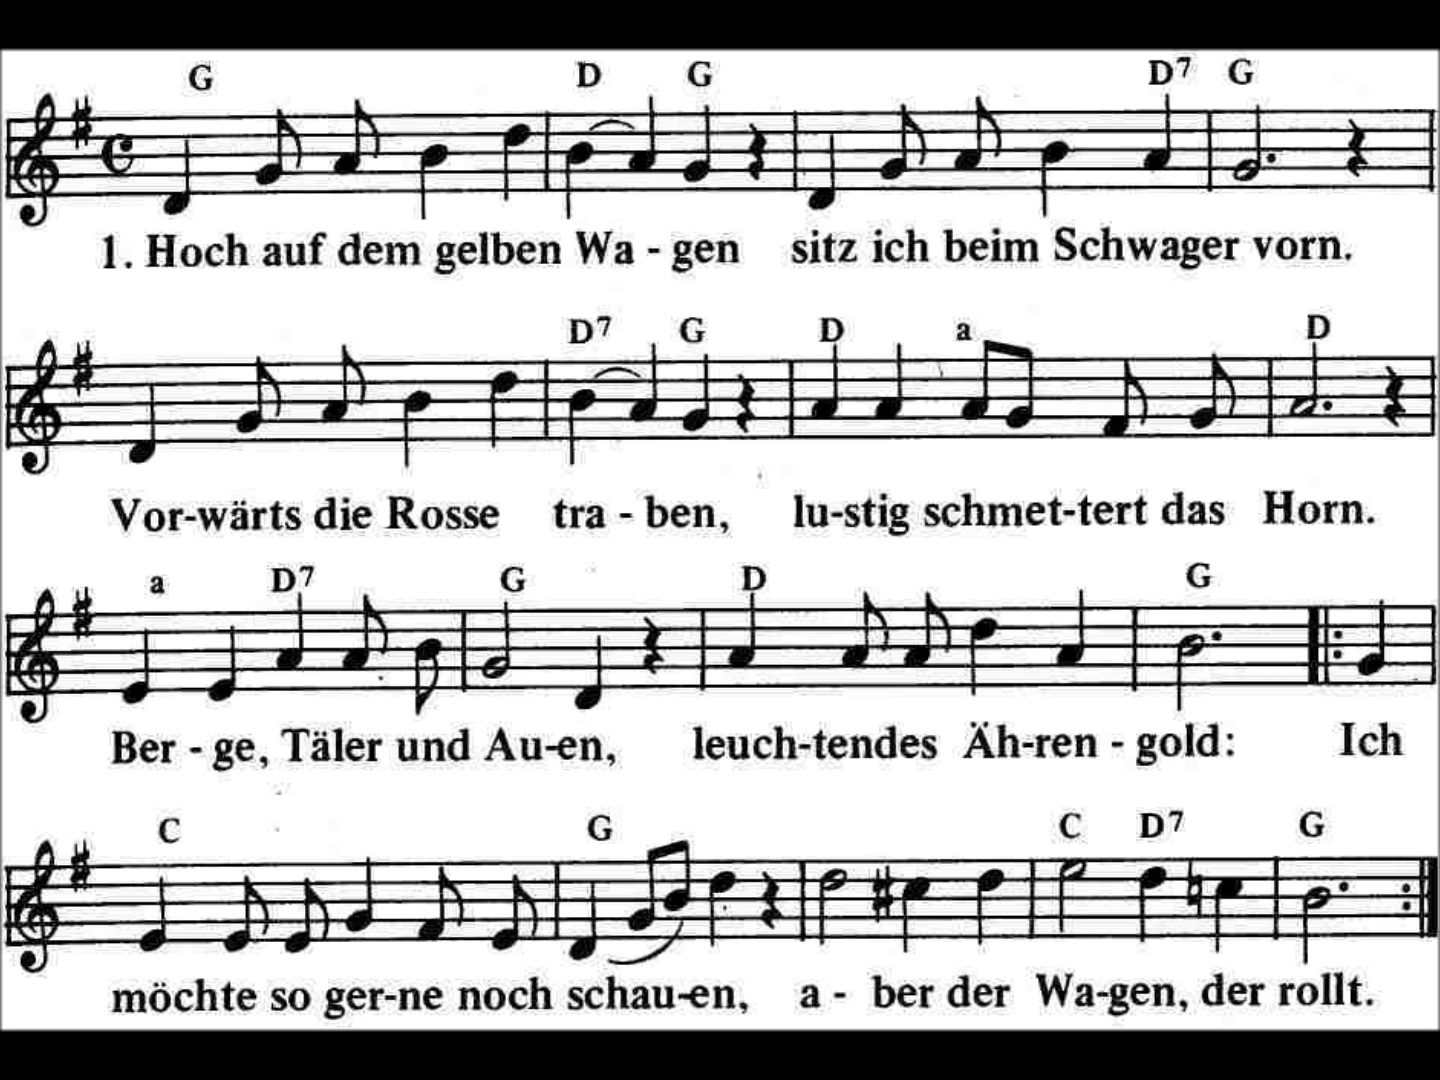 G D G D7 G
1. Hoch auf dem gelben Wa - gen sitz ich beim Schwager vorn.
D7 G D a D
Vor-wärts die Rosse tra - ben, lu-stig schmet-tert das Horn.
a D7 G D G
Ber - ge, Täler und Au-en, leuch-tendes Äh-ren - gold: Ich
C G C D7 G
möchte so ger-ne noch schau-en, a - ber der Wa-gen, der rollt.